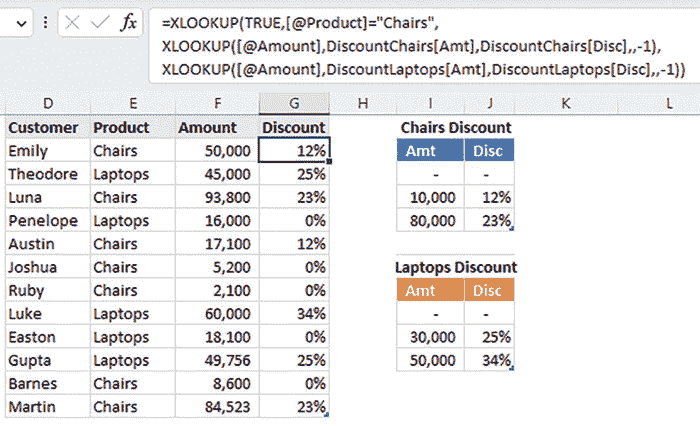 fx
=XLOOKUP(TRUE,[@Product]="Chairs",
XLOOKUP([@Amount],DiscountChairs[Amt],DiscountChairs[Disc],,-1),
XLOOKUP([@Amount],DiscountLaptops[Amt],DiscountLaptops[Disc],,-1))
D E F G H I J K L
Customer Product Amount Discount Chairs Discount
Emily Chairs 50,000 12% Amt Disc
Theodore Laptops 45,000 25% - -
Luna Chairs 93,800 23% 10,000 12%
Penelope Laptops 16,000 0% 80,000 23%
Austin Chairs 17,100 12%
Joshua Chairs 5,200 0% Laptops Discount
Ruby Chairs 2,100 0% Amt Disc
Luke Laptops 60,000 34% - -
Easton Laptops 18,100 0% 30,000 25%
Gupta Laptops 49,756 25% 50,000 34%
Barnes Chairs 8,600 0%
Martin Chairs 84,523 23%